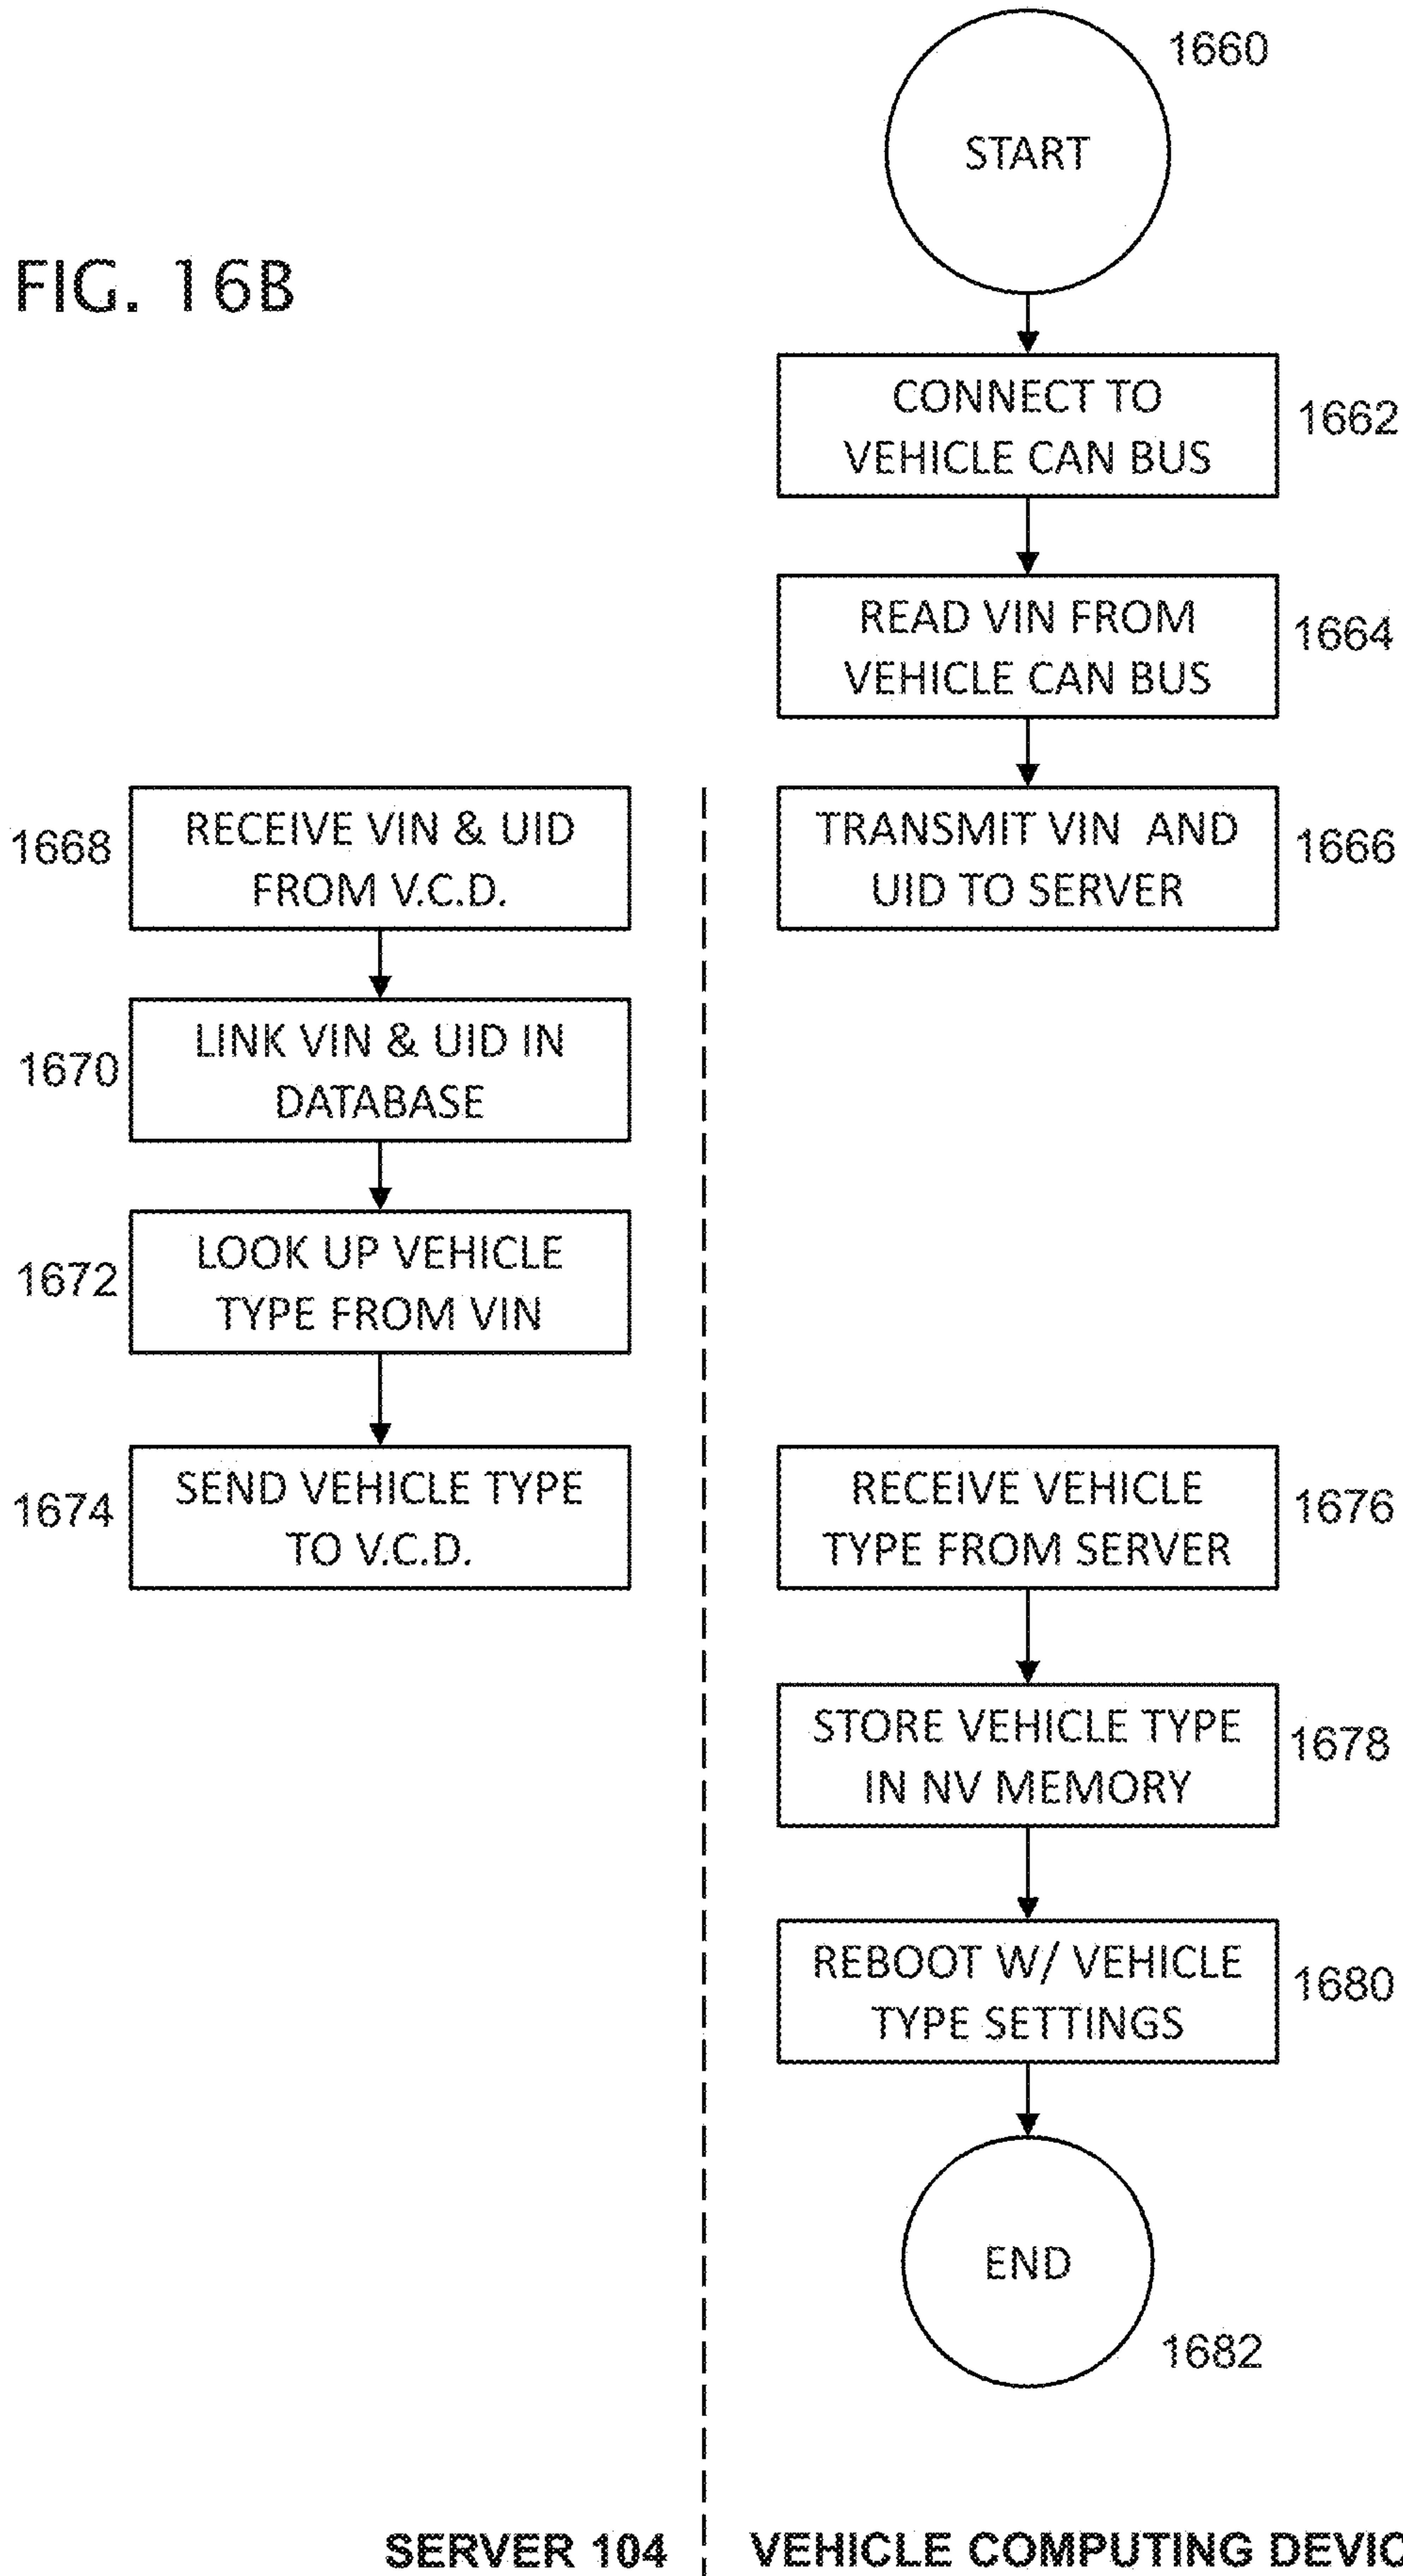 1660
START
FIG. 16B
CONNECT TO
VEHICLE CAN BUS
1662
READ VIN FROM
VEHICLE CAN BUS
1664
TRANSMIT VIN AND
UID TO SERVER
1666
1668
RECEIVE VIN & UID
FROM V.C.D.
1670
LINK VIN & UID IN
DATABASE
1672
LOOK UP VEHICLE
TYPE FROM VIN
1674
SEND VEHICLE TYPE
TO V.C.D.
RECEIVE VEHICLE
TYPE FROM SERVER
1676
STORE VEHICLE TYPE
IN NV MEMORY
1678
REBOOT W/ VEHICLE
TYPE SETTINGS
1680
END
1682
SERVER 104
VEHICLE COMPUTING